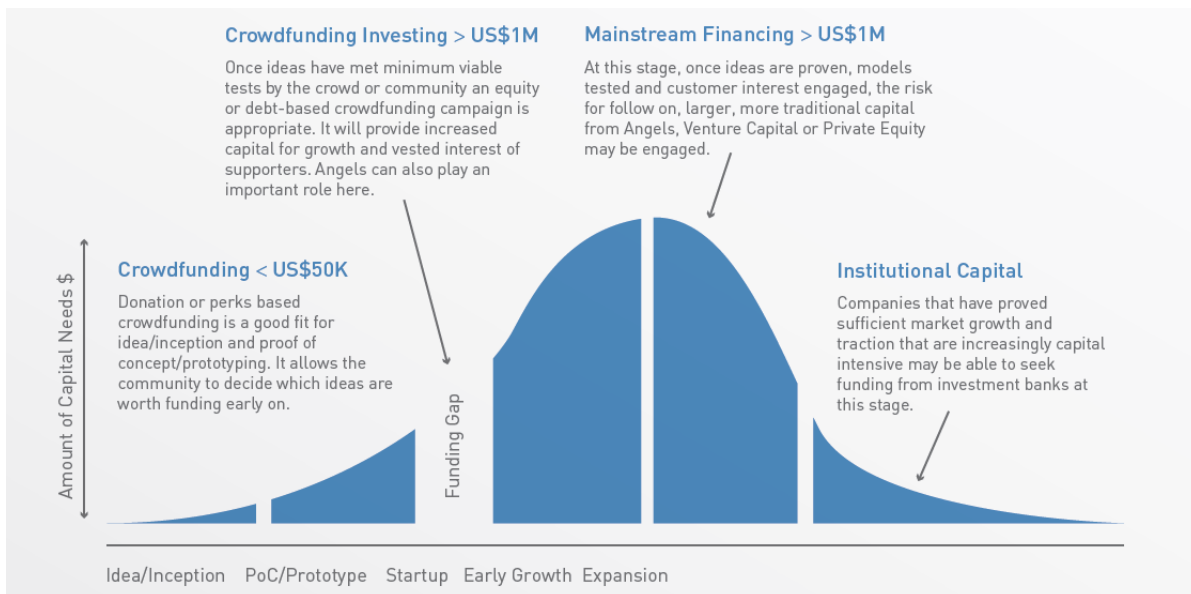 Crowdfunding Investing > US$1M
Once ideas have met minimum viable
tests by the crowd or community an equity
or debt-based crowdfunding campaign is
appropriate. It will provide increased
capital for growth and vested interest of
supporters. Angels can also play an
important role here.
Mainstream Financing > US$1M
At this stage, once ideas are proven, models
tested and customer interest engaged, the risk
for follow on, larger, more traditional capital
from Angels, Venture Capital or Private Equity
may be engaged.
Crowdfunding < US$50K
Donation or perks based
crowdfunding is a good fit for
idea/inception and proof of
concept/prototyping. It allows the
community to decide which ideas are
worth funding early on.
Institutional Capital
Companies that have proved
sufficient market growth and
traction that are increasingly capital
intensive may be able to seek
funding from investment banks at
this stage.
Amount of Capital Needs $
Funding Gap
Idea/Inception PoC/Prototype Startup Early Growth Expansion